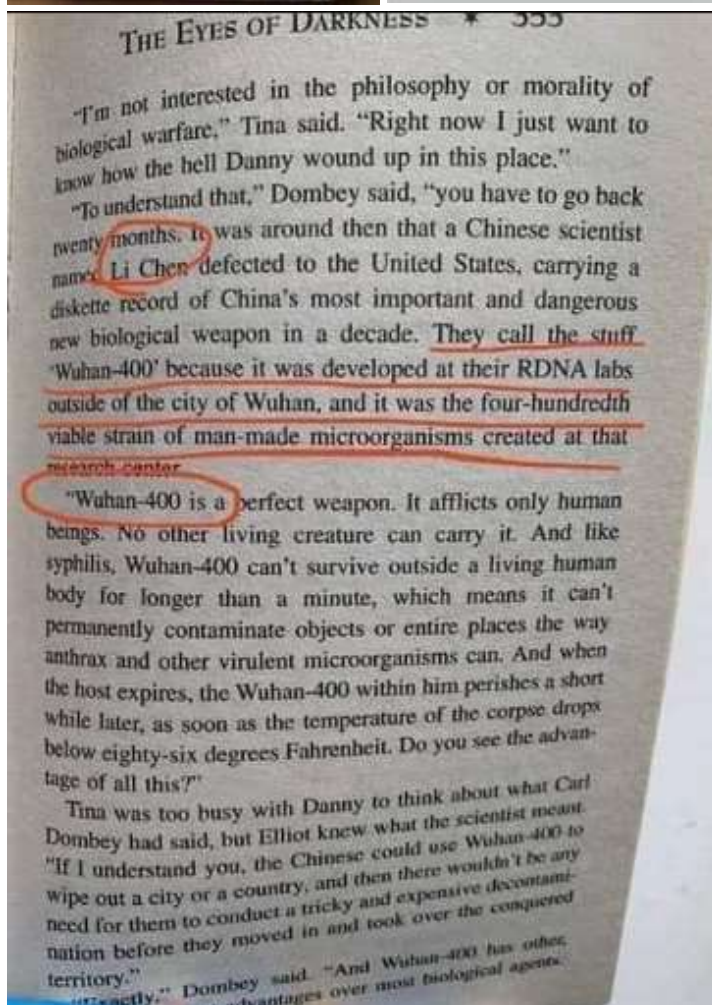 THE EYES OF DARKNESS * 353
"I'm not interested in the philosophy or morality of
biological warfare," Tina said. "Right now I just want to
know how the hell Danny wound up in this place."
"To understand that," Dombey said, "you have to go back
twenty months. It was around then that a Chinese scientist
named Li Chen defected to the United States, carrying a
diskette record of China's most important and dangerous
new biological weapon in a decade. They call the stuff
'Wuhan-400' because it was developed at their RDNA labs
outside of the city of Wuhan, and it was the four-hundredth
viable strain of man-made microorganisms created at that
research center.
"Wuhan-400 is a perfect weapon. It afflicts only human
beings. No other living creature can carry it. And like
syphilis, Wuhan-400 can't survive outside a living human
body for longer than a minute, which means it can't
permanently contaminate objects or entire places the way
anthrax and other virulent microorganisms can. And when
the host expires, the Wuhan-400 within him perishes a short
while later, as soon as the temperature of the corpse drops
below eighty-six degrees Fahrenheit. Do you see the advan-
tage of all this?"
Tina was too busy with Danny to think about what Carl
Dombey had said, but Elliot knew what the scientist meant.
"If I understand you, the Chinese could use Wuhan-400 to
wipe out a city or a country, and then there wouldn't be any
need for them to conduct a tricky and expensive decontami-
nation before they moved in and took over the conquered
territory."
"Exactly," Dombey said. "And Wuhan-400 has other,
advantages over most biological agents.